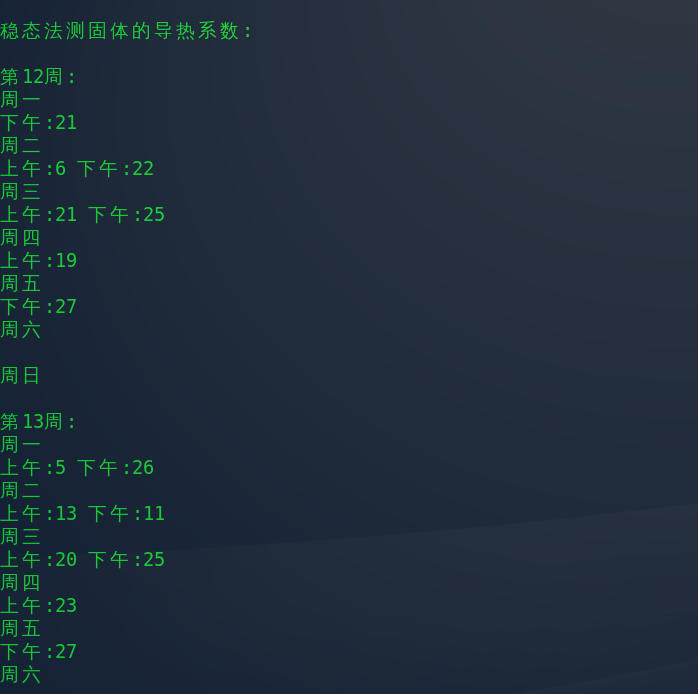 稳态法测固体的导热系数:
第12周:
周一
下午:21
周二
上午:6 下午:22
周三
上午:21 下午:25
周四
上午:19
周五
下午:27
周六
周日
第13周:
周一
上午:5 下午:26
周二
上午:13 下午:11
周三
上午:20 下午:25
周四
上午:23
周五
下午:27
周六